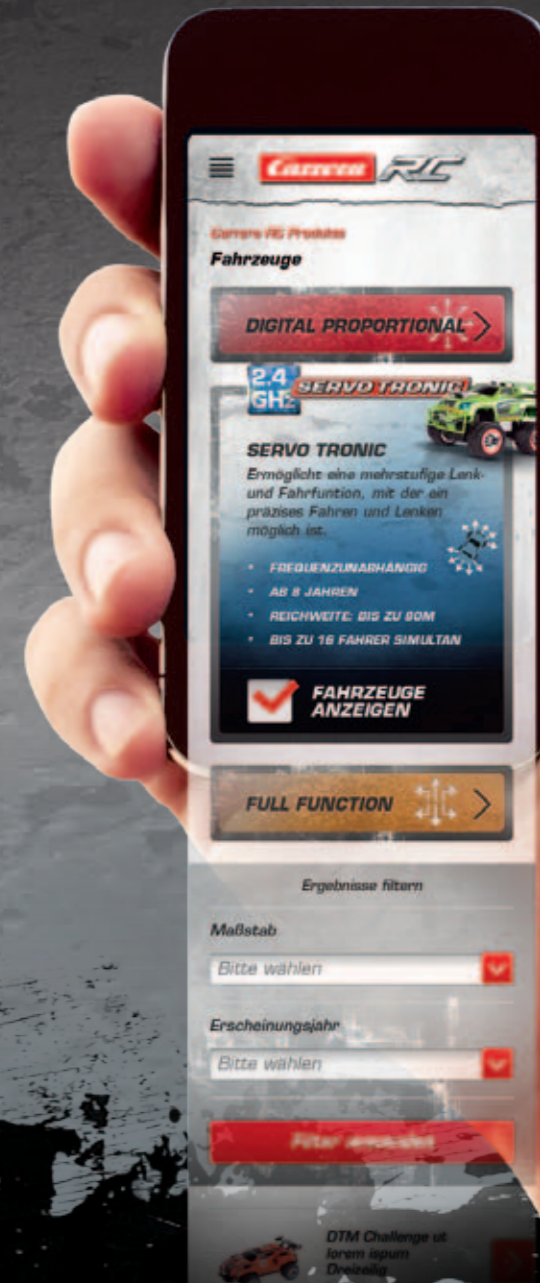 Carrera RC
Carrera RC Produkte
Fahrzeuge
DIGITAL PROPORTIONAL
2.4
GHz SERVO TRONIC
SERVO TRONIC
Ermöglicht eine mehrstufige Lenk-
und Fahrfuntion, mit der ein
präzises Fahren und Lenken
möglich ist.
• FREQUENZUNABHÄNGIG
• AB 8 JAHREN
• REICHWEITE: BIS ZU 80M
• BIS ZU 16 FAHRER SIMULTAN
FAHRZEUGE
ANZEIGEN
FULL FUNCTION
Ergebnisse filtern
Maßstab
Bitte wählen
Erscheinungsjahr
Bitte wählen
Filter anwenden
DTM Challenge ut
lorem ispum
Dreizeilig